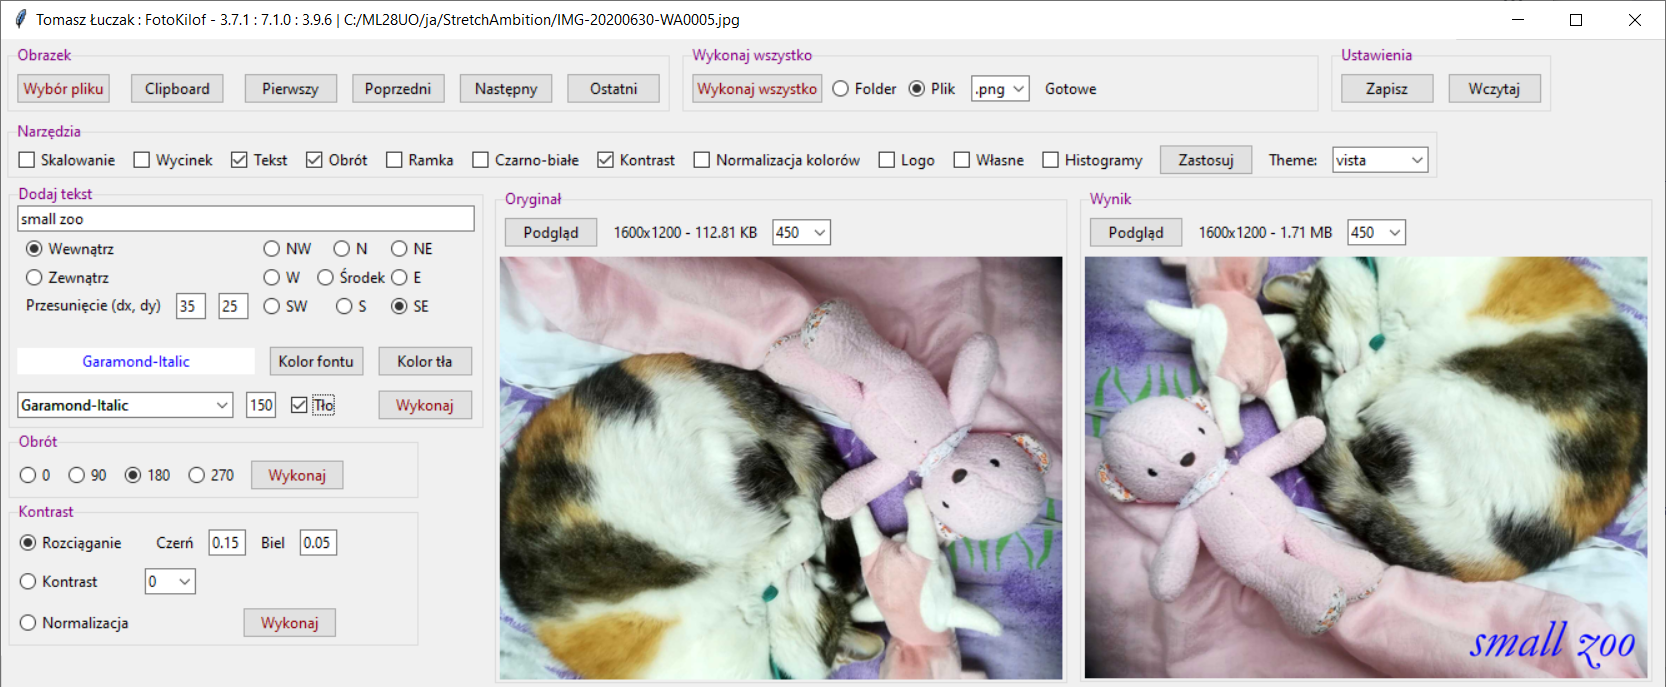 Tomasz Łuczak : FotoKilof - 3.7.1 : 7.1.0 : 3.9.6 | C:/ML28UO/ja/StretchAmbition/IMG-20200630-WA0005.jpg
Obrazek
Wybór pliku Clipboard Pierwszy Poprzedni Następny Ostatni
Wykonaj wszystko
Wykonaj wszystko Folder Plik .png Gotowe
Ustawienia
Zapisz Wczytaj
Narzędzia
Skalowanie Wycinek Tekst Obrót Ramka Czarno-białe Kontrast Normalizacja kolorów Logo Własne Histogramy Zastosuj Theme: vista
Dodaj tekst
small zoo
Wewnątrz NW N NE
Zewnątrz W Środek E
Przesunięcie (dx, dy) 35 25 SW S SE
Garamond-Italic Kolor fontu Kolor tła
Garamond-Italic 150 Tło Wykonaj
Obrót
0 90 180 270 Wykonaj
Kontrast
Rozciąganie Czerń 0.15 Biel 0.05
Kontrast 0
Normalizacja Wykonaj
Oryginał
Podgląd 1600x1200 - 112.81 KB 450
Wynik
Podgląd 1600x1200 - 1.71 MB 450
small zoo